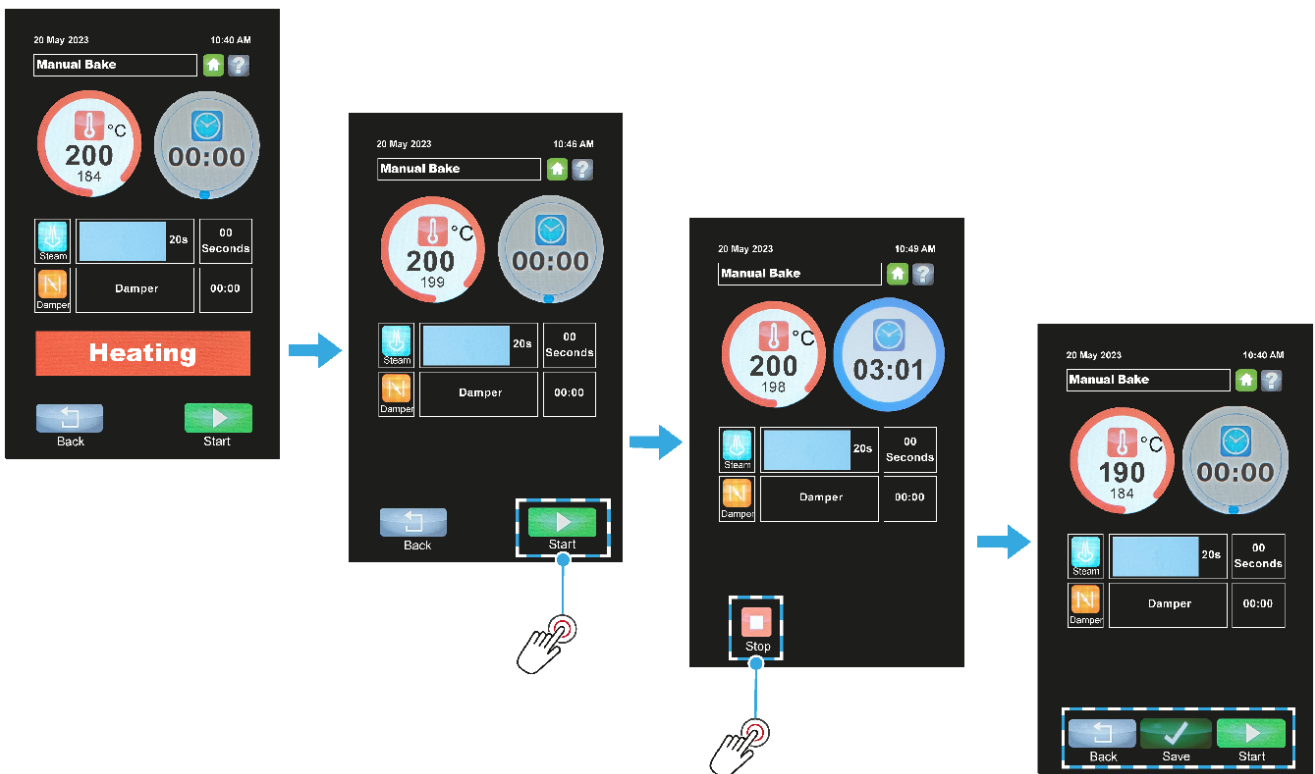 20 May 2023 10:40 AM
Manual Bake ?
°C
200 00:00
184
20s 00 Seconds
Steam
Damper 00:00
Damper
Heating
Back Start
20 May 2023 10:46 AM
Manual Bake ?
°C
200 00:00
199
20s 00 Seconds
Steam
Damper 00:00
Damper
Back Start
20 May 2023 10:49 AM
Manual Bake ?
°C
200 03:01
198
20s 00 Seconds
Steam
Damper 00:00
Damper
Stop
20 May 2023 10:40 AM
Manual Bake ?
°C
190 00:00
184
20s 00 Seconds
Steam
Damper 00:00
Damper
Back Save Start